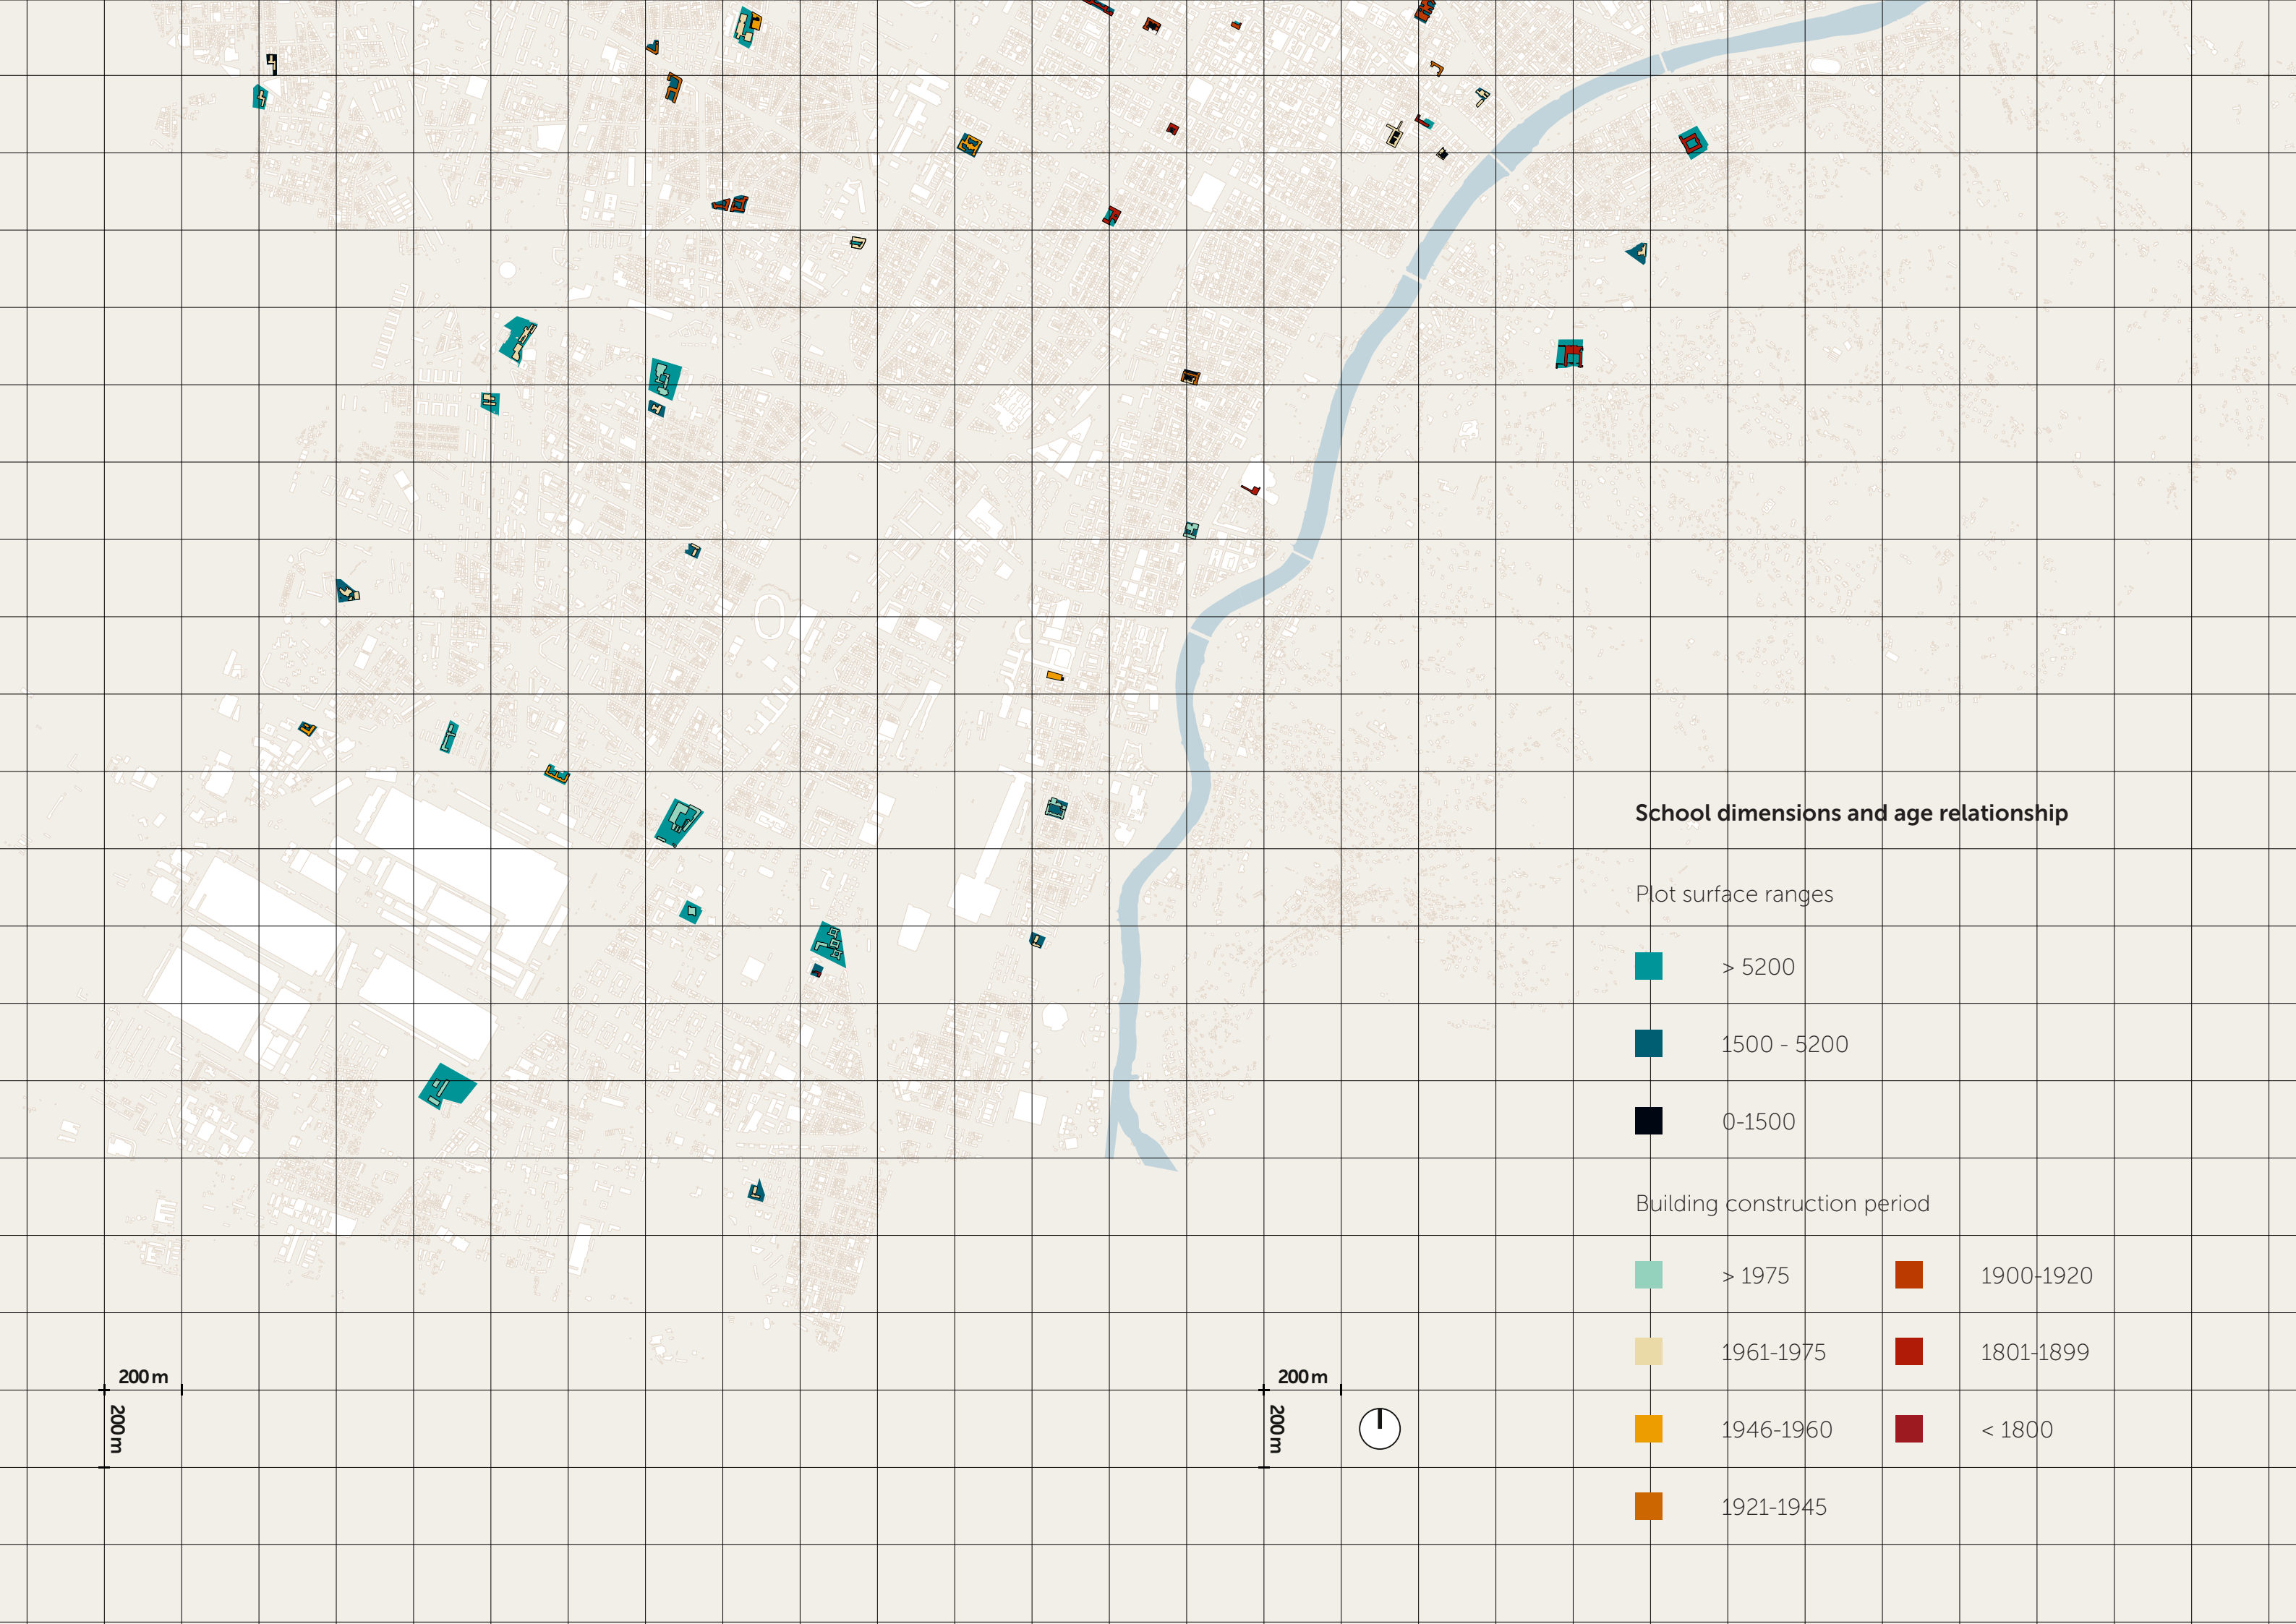 School dimensions and age relationship
Plot surface ranges
> 5200
1500 - 5200
0-1500
Building construction period
> 1975
1900-1920
1961-1975
1801-1899
1946-1960
< 1800
1921-1945
200 m
200 m
200 m
200 m